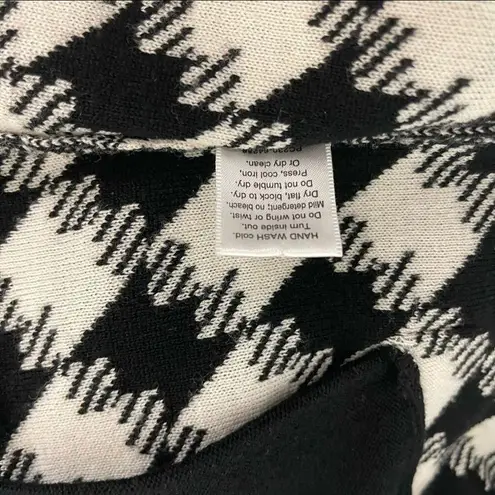 HAND WASH cold.
Turn inside out.
Do not wring or twist.
Mild detergent; no bleach.
Dry flat, block to dry.
Do not tumble dry.
Press, cool iron,
Or dry clean.